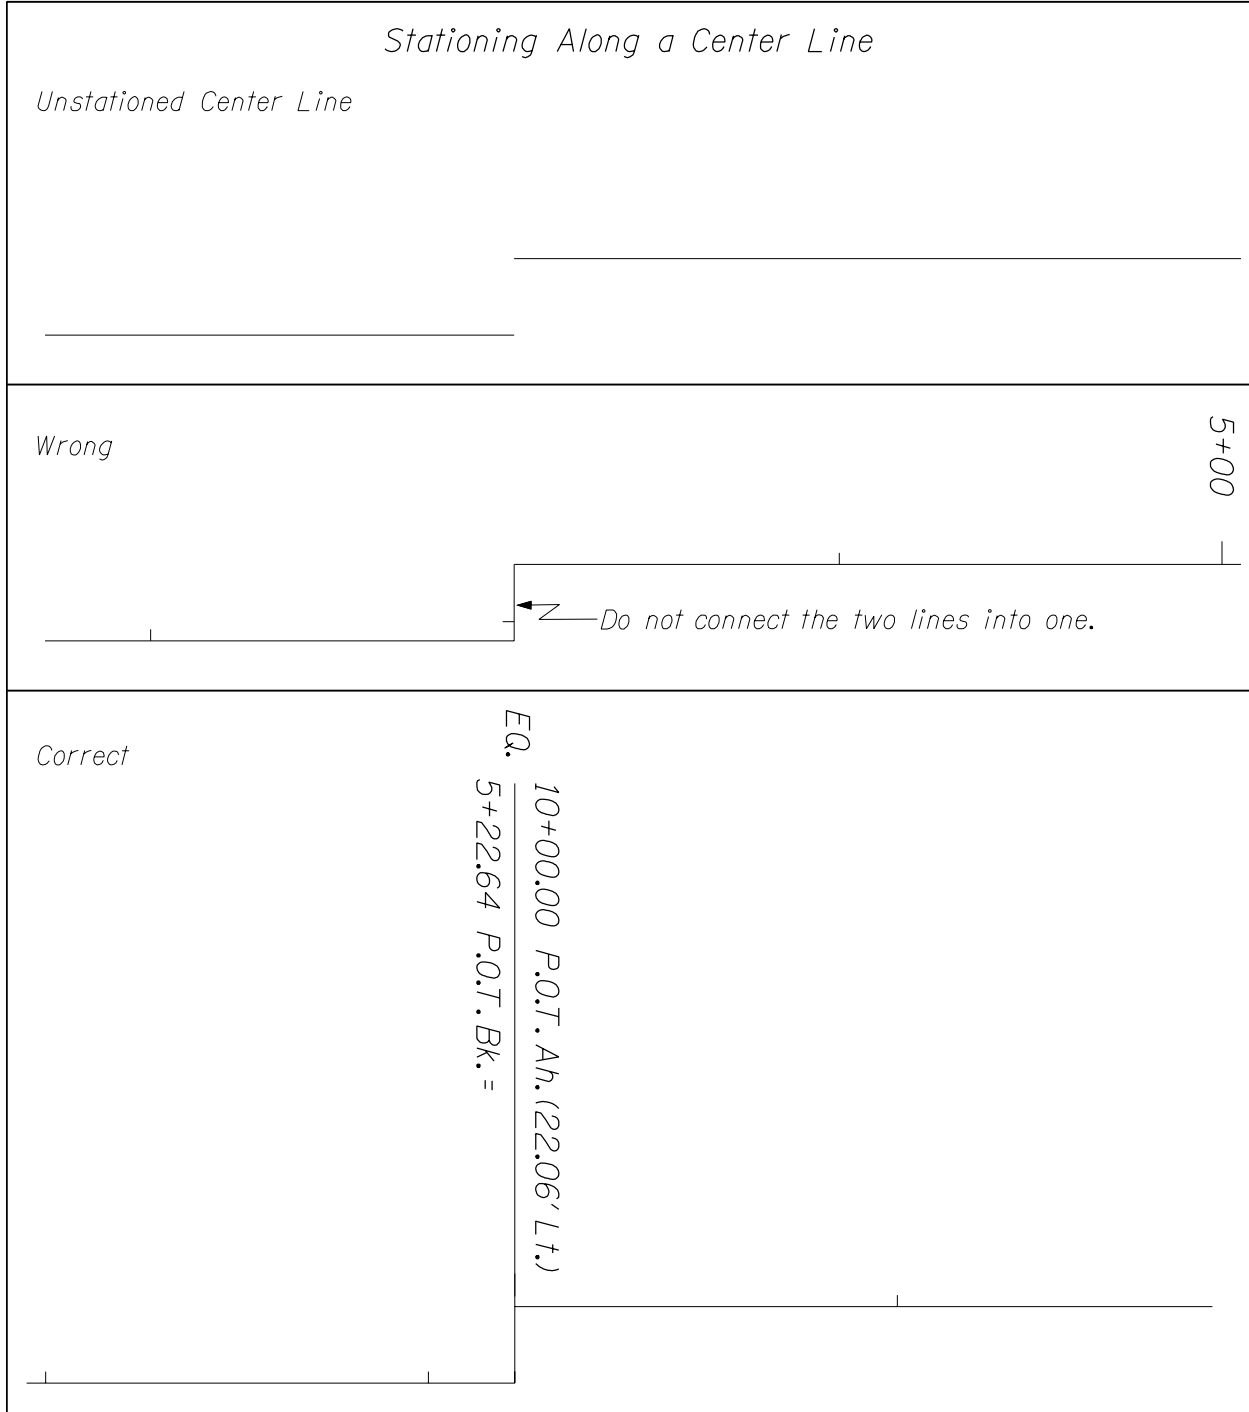 Stationing Along a Center Line
Unstationed Center Line
Wrong
5+00
Do not connect the two lines into one.
Correct
EQ.
5+22.64 P.O.T. Bk. =
10+00.00 P.O.T. Ah. (22.06' Lt.)